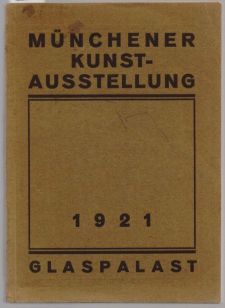 MÜNCHENER
KUNST-
AUSSTELLUNG
1921
GLASPALAST